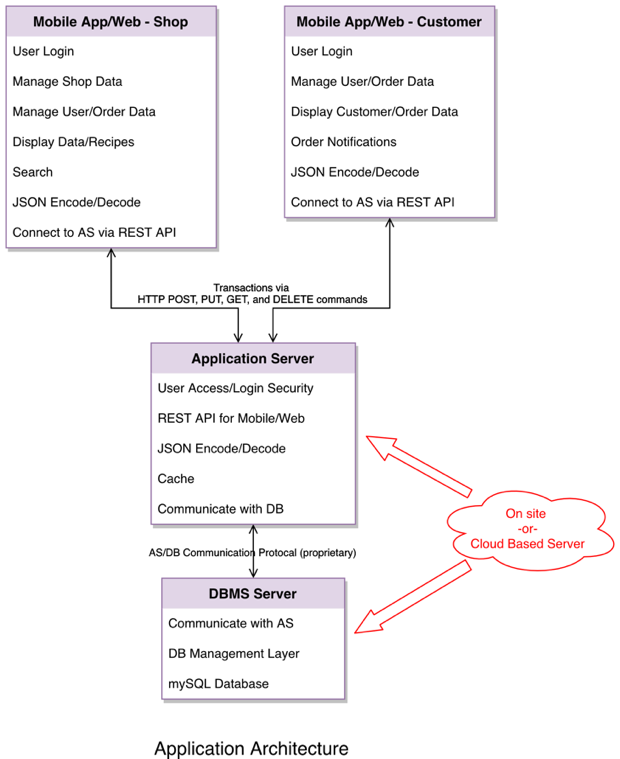 Mobile App/Web - Shop
User Login
Manage Shop Data
Manage User/Order Data
Display Data/Recipes
Search
JSON Encode/Decode
Connect to AS via REST API
Mobile App/Web - Customer
User Login
Manage User/Order Data
Display Customer/Order Data
Order Notifications
JSON Encode/Decode
Connect to AS via REST API
Transactions via
HTTP POST, PUT, GET, and DELETE commands
Application Server
User Access/Login Security
REST API for Mobile/Web
JSON Encode/Decode
Cache
Communicate with DB
On site
-or-
Cloud Based Server
AS/DB Communication Protocal (proprietary)
DBMS Server
Communicate with AS
DB Management Layer
mySQL Database
Application Architecture